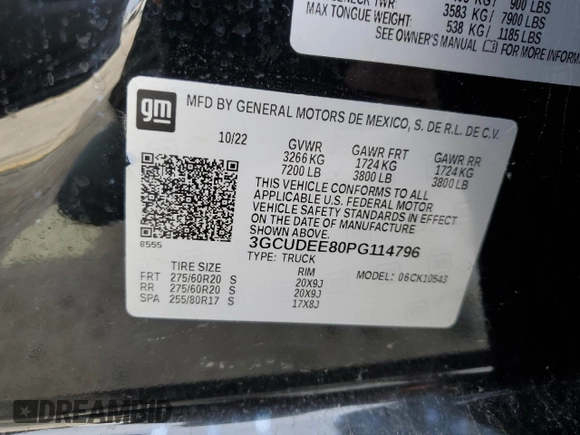 KG / 900 LBS
3583 KG / 7900 LBS
MAX TONGUE WEIGHT: 538 KG / 1185 LBS
SEE OWNER'S MANUAL FOR MORE INFORMATION
gm
MFD BY GENERAL MOTORS DE MEXICO, S. DE R.L. DE C.V.
10/22 GVWR GAWR FRT GAWR RR
3266 KG 1724 KG 1724 KG
7200 LB 3800 LB 3800 LB
THIS VEHICLE CONFORMS TO ALL
APPLICABLE U.S. FEDERAL MOTOR
VEHICLE SAFETY STANDARDS IN EFFECT
ON THE DATE OF MANUFACTURE
SHOWN ABOVE.
8555 3GCUDEE80PG114796
TYPE: TRUCK MODEL: 06CK10543
TIRE SIZE RIM
FRT 275/60R20 S 20X9J
RR 275/60R20 S 20X9J
SPA 255/80R17 S 17X8J
DREAMBID